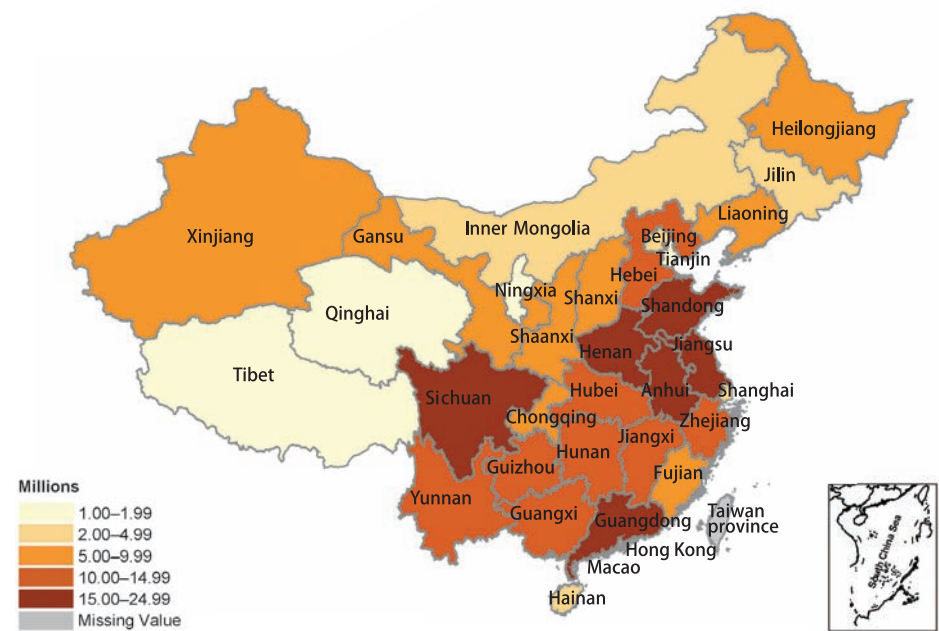 Heilongjiang
Jilin
Liaoning
Inner Mongolia
Xinjiang
Gansu
Beijing
Tianjin
Hebei
Ningxia
Shanxi
Shandong
Qinghai
Shaanxi
Henan
Jiangsu
Tibet
Sichuan
Hubei
Anhui
Shanghai
Chongqing
Zhejiang
Jiangxi
Hunan
Guizhou
Fujian
Yunnan
Guangxi
Guangdong
Taiwan
province
Hong Kong
Macao
Hainan
Millions
1.00–1.99
2.00–4.99
5.00–9.99
10.00–14.99
15.00–24.99
Missing Value
South China Sea